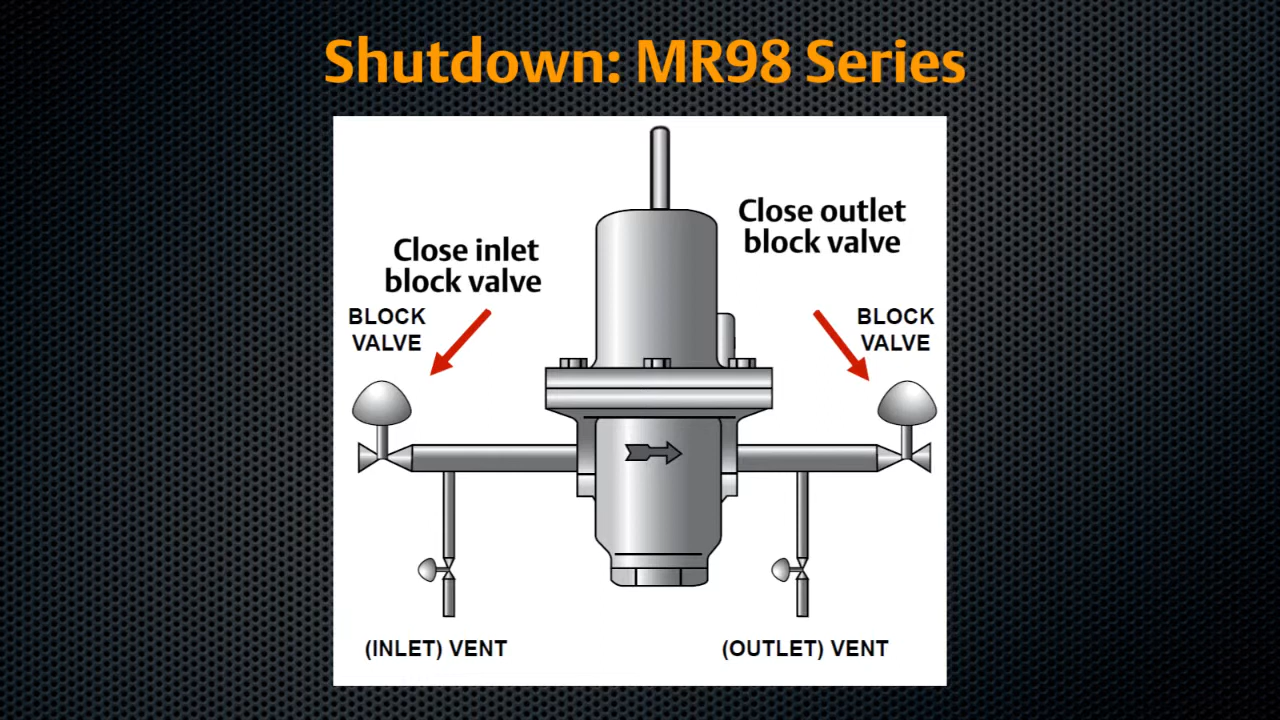 Shutdown: MR98 Series
Close outlet
block valve
Close inlet
block valve
BLOCK
VALVE
BLOCK
VALVE
(INLET) VENT
(OUTLET) VENT